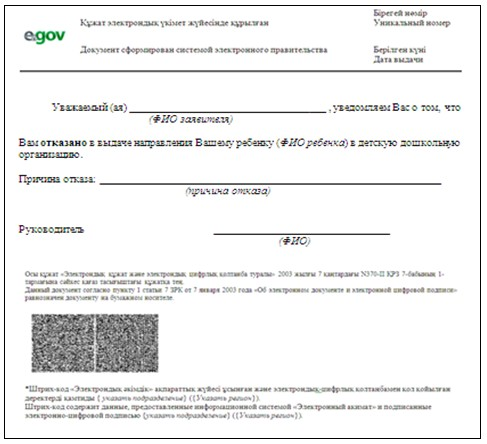 e.gov
Құжат электрондық үкімет жүйесінде құрылған
Документ сформирован системой электронного правительства
Бірегей нөмір
Уникальный номер
Берілген күні
Дата выдачи
Уважаемый (ая) ________________________________, уведомляем Вас о том, что
(ФИО заявителя)
Вам отказано в выдаче направления Вашему ребенку (ФИО ребенка) в детскую дошкольную
организацию.
Причина отказа: ________________________________
(причина отказа)
Руководитель ________________________________
(ФИО)
Осы құжат «Электрондық құжат және электрондық цифрлық қолтаңба туралы» 2003 жылғы 7 қаңтардағы N370-II ҚРЗ 7-бабының 1-
тармағына сәйкес қағаз тасығыштағы құжатқа тең.
Данный документ согласно пункту 1 статьи 7 ЗРК от 7 января 2003 года «Об электронном документе и электронной цифровой подписи»
равнозначен документу на бумажном носителе.
*Штрих-код «Электрондық әкімдік» ақпараттық жүйесі ұсынған және электрондық-цифрлық қолтаңбамен қол қойылған
деректерді қамтиды ( указать подразделение) ({Указать регион}).
Штрих-код содержит данные, предоставленные информационной системой «Электронный акимат» и подписанные
электронно-цифровой подписью (указать подразделение) ({Указать регион}).